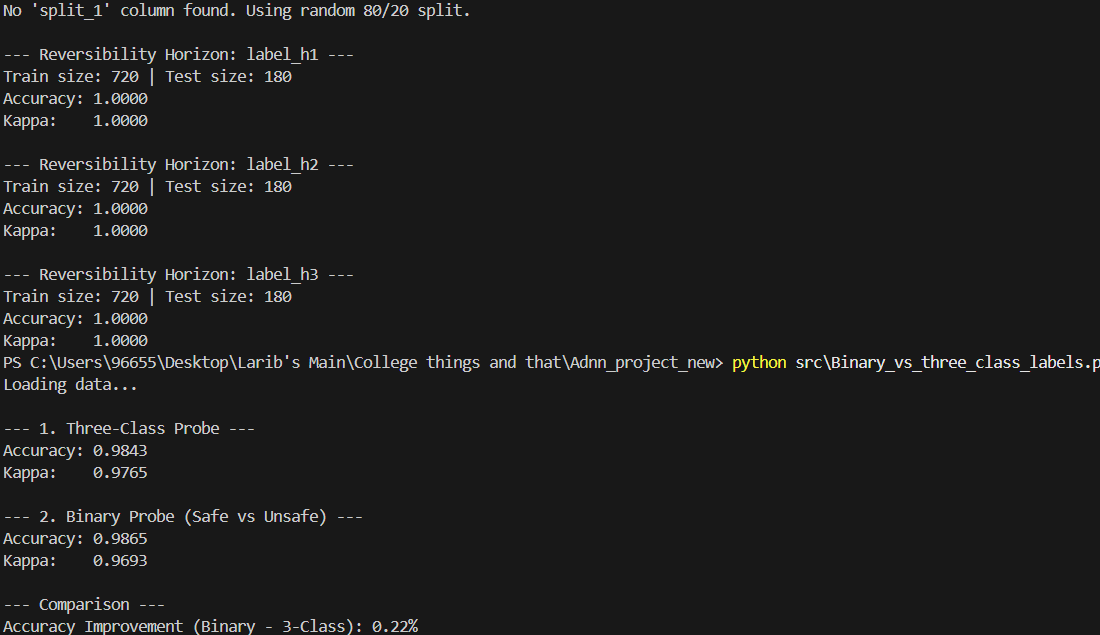 No 'split_1' column found. Using random 80/20 split.
--- Reversibility Horizon: label_h1 ---
Train size: 720 | Test size: 180
Accuracy: 1.0000
Kappa:    1.0000
--- Reversibility Horizon: label_h2 ---
Train size: 720 | Test size: 180
Accuracy: 1.0000
Kappa:    1.0000
--- Reversibility Horizon: label_h3 ---
Train size: 720 | Test size: 180
Accuracy: 1.0000
Kappa:    1.0000
PS C:\Users\96655\Desktop\Larib's Main\College things and that\Adnn_project_new> python src\Binary_vs_three_class_labels.p
Loading data...
--- 1. Three-Class Probe ---
Accuracy: 0.9843
Kappa:    0.9765
--- 2. Binary Probe (Safe vs Unsafe) ---
Accuracy: 0.9865
Kappa:    0.9693
--- Comparison ---
Accuracy Improvement (Binary - 3-Class): 0.22%